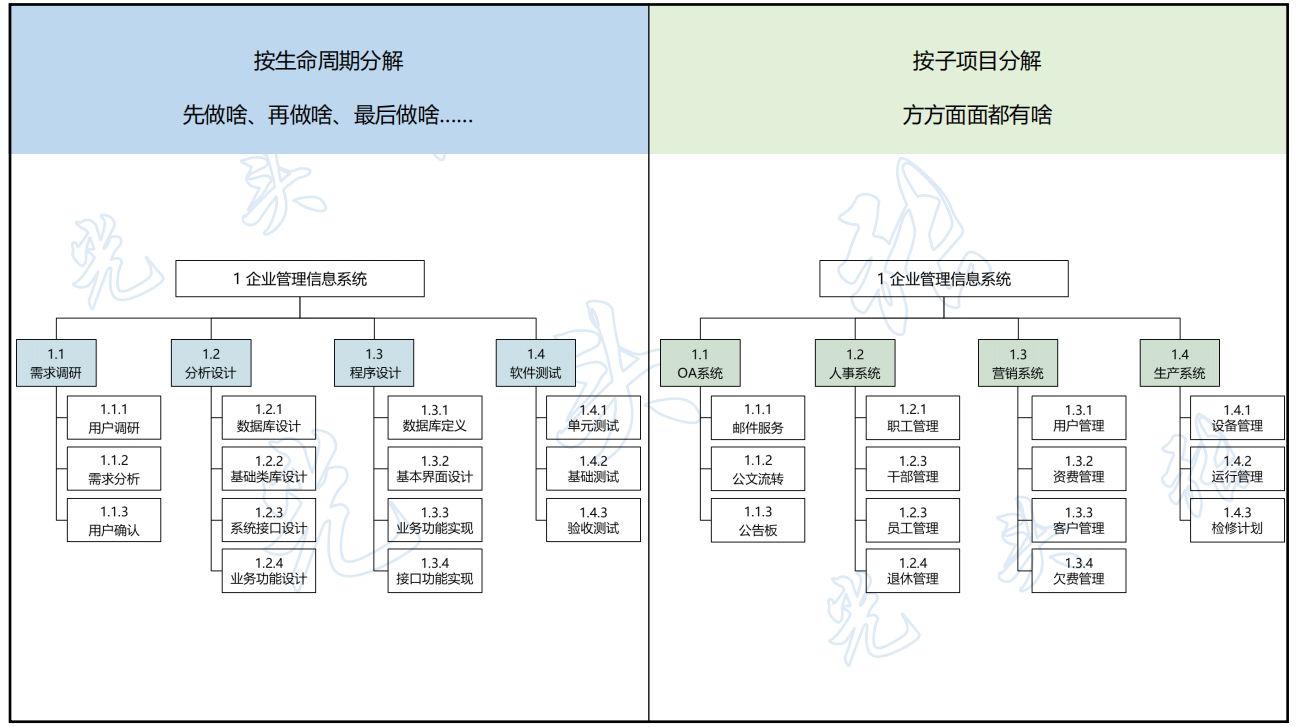 按生命周期分解
先做啥、再做啥、最后做啥……
按子项目分解
方方面面都有啥
1 企业管理信息系统
1.1
需求调研
1.1.1
用户调研
1.1.2
需求分析
1.1.3
用户确认
1.2
分析设计
1.2.1
数据库设计
1.2.2
基础类库设计
1.2.3
系统接口设计
1.2.4
业务功能设计
1.3
程序设计
1.3.1
数据库定义
1.3.2
基本界面设计
1.3.3
业务功能实现
1.3.4
接口功能实现
1.4
软件测试
1.4.1
单元测试
1.4.2
基础测试
1.4.3
验收测试
1 企业管理信息系统
1.1
OA系统
1.1.1
邮件服务
1.1.2
公文流转
1.1.3
公告板
1.2
人事系统
1.2.1
职工管理
1.2.3
干部管理
1.2.3
员工管理
1.2.4
退休管理
1.3
营销系统
1.3.1
用户管理
1.3.2
资费管理
1.3.3
客户管理
1.3.4
欠费管理
1.4
生产系统
1.4.1
设备管理
1.4.2
运行管理
1.4.3
检修计划